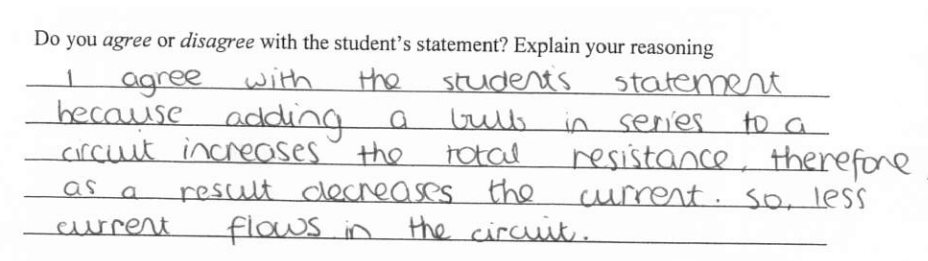 Do you agree or disagree with the student's statement? Explain your reasoning
I agree with the students statement
because adding a bulb in series to a
circuit increases the total resistance, therefore
as a result decreases the current. so, less
current flows in the circuit.